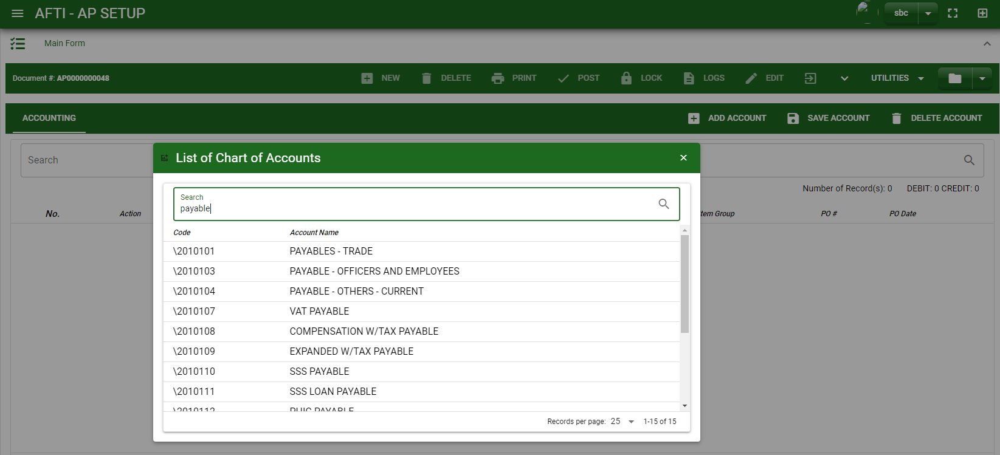 AFTI - AP SETUP
sbc
Main Form
Document #: AP0000000048
NEW
DELETE
PRINT
POST
LOCK
LOGS
EDIT
UTILITIES
ACCOUNTING
ADD ACCOUNT
SAVE ACCOUNT
DELETE ACCOUNT
Search
Number of Record(s): 0
DEBIT: 0 CREDIT: 0
No.
Action
tem Group
PO #
PO Date
List of Chart of Accounts
Search
payable
Code Account Name
\2010101 PAYABLES - TRADE
\2010103 PAYABLE - OFFICERS AND EMPLOYEES
\2010104 PAYABLE - OTHERS - CURRENT
\2010107 VAT PAYABLE
\2010108 COMPENSATION W/TAX PAYABLE
\2010109 EXPANDED W/TAX PAYABLE
\2010110 SSS PAYABLE
\2010111 SSS LOAN PAYABLE
\2010112 PHIC PAYABLE
Records per page: 25 1-15 of 15